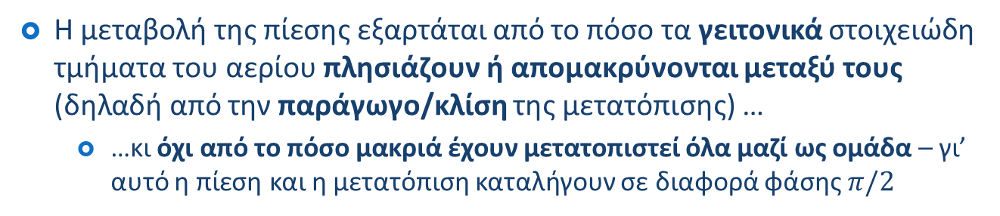 Η μεταβολή της πίεσης εξαρτάται από το πόσο τα γειτονικά στοιχειώδη
τμήματα του αερίου πλησιάζουν ή απομακρύνονται μεταξύ τους
(δηλαδή από την παράγωγο/κλίση της μετατόπισης) …
…κι όχι από το πόσο μακριά έχουν μετατοπιστεί όλα μαζί ως ομάδα – γι’
αυτό η πίεση και η μετατόπιση καταλήγουν σε διαφορά φάσης 𝜋/2